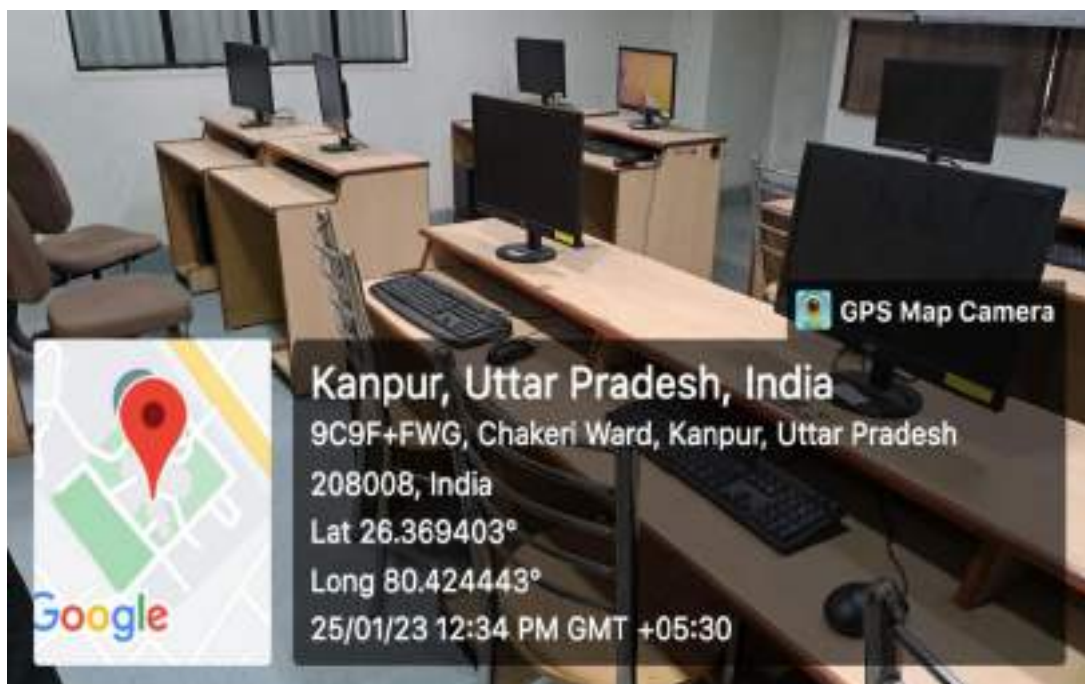 GPS Map Camera
Kanpur, Uttar Pradesh, India
9C9F+FWG, Chakeri Ward, Kanpur, Uttar Pradesh
208008, India
Lat 26.369403°
Long 80.424443°
25/01/23 12:34 PM GMT +05:30
Google